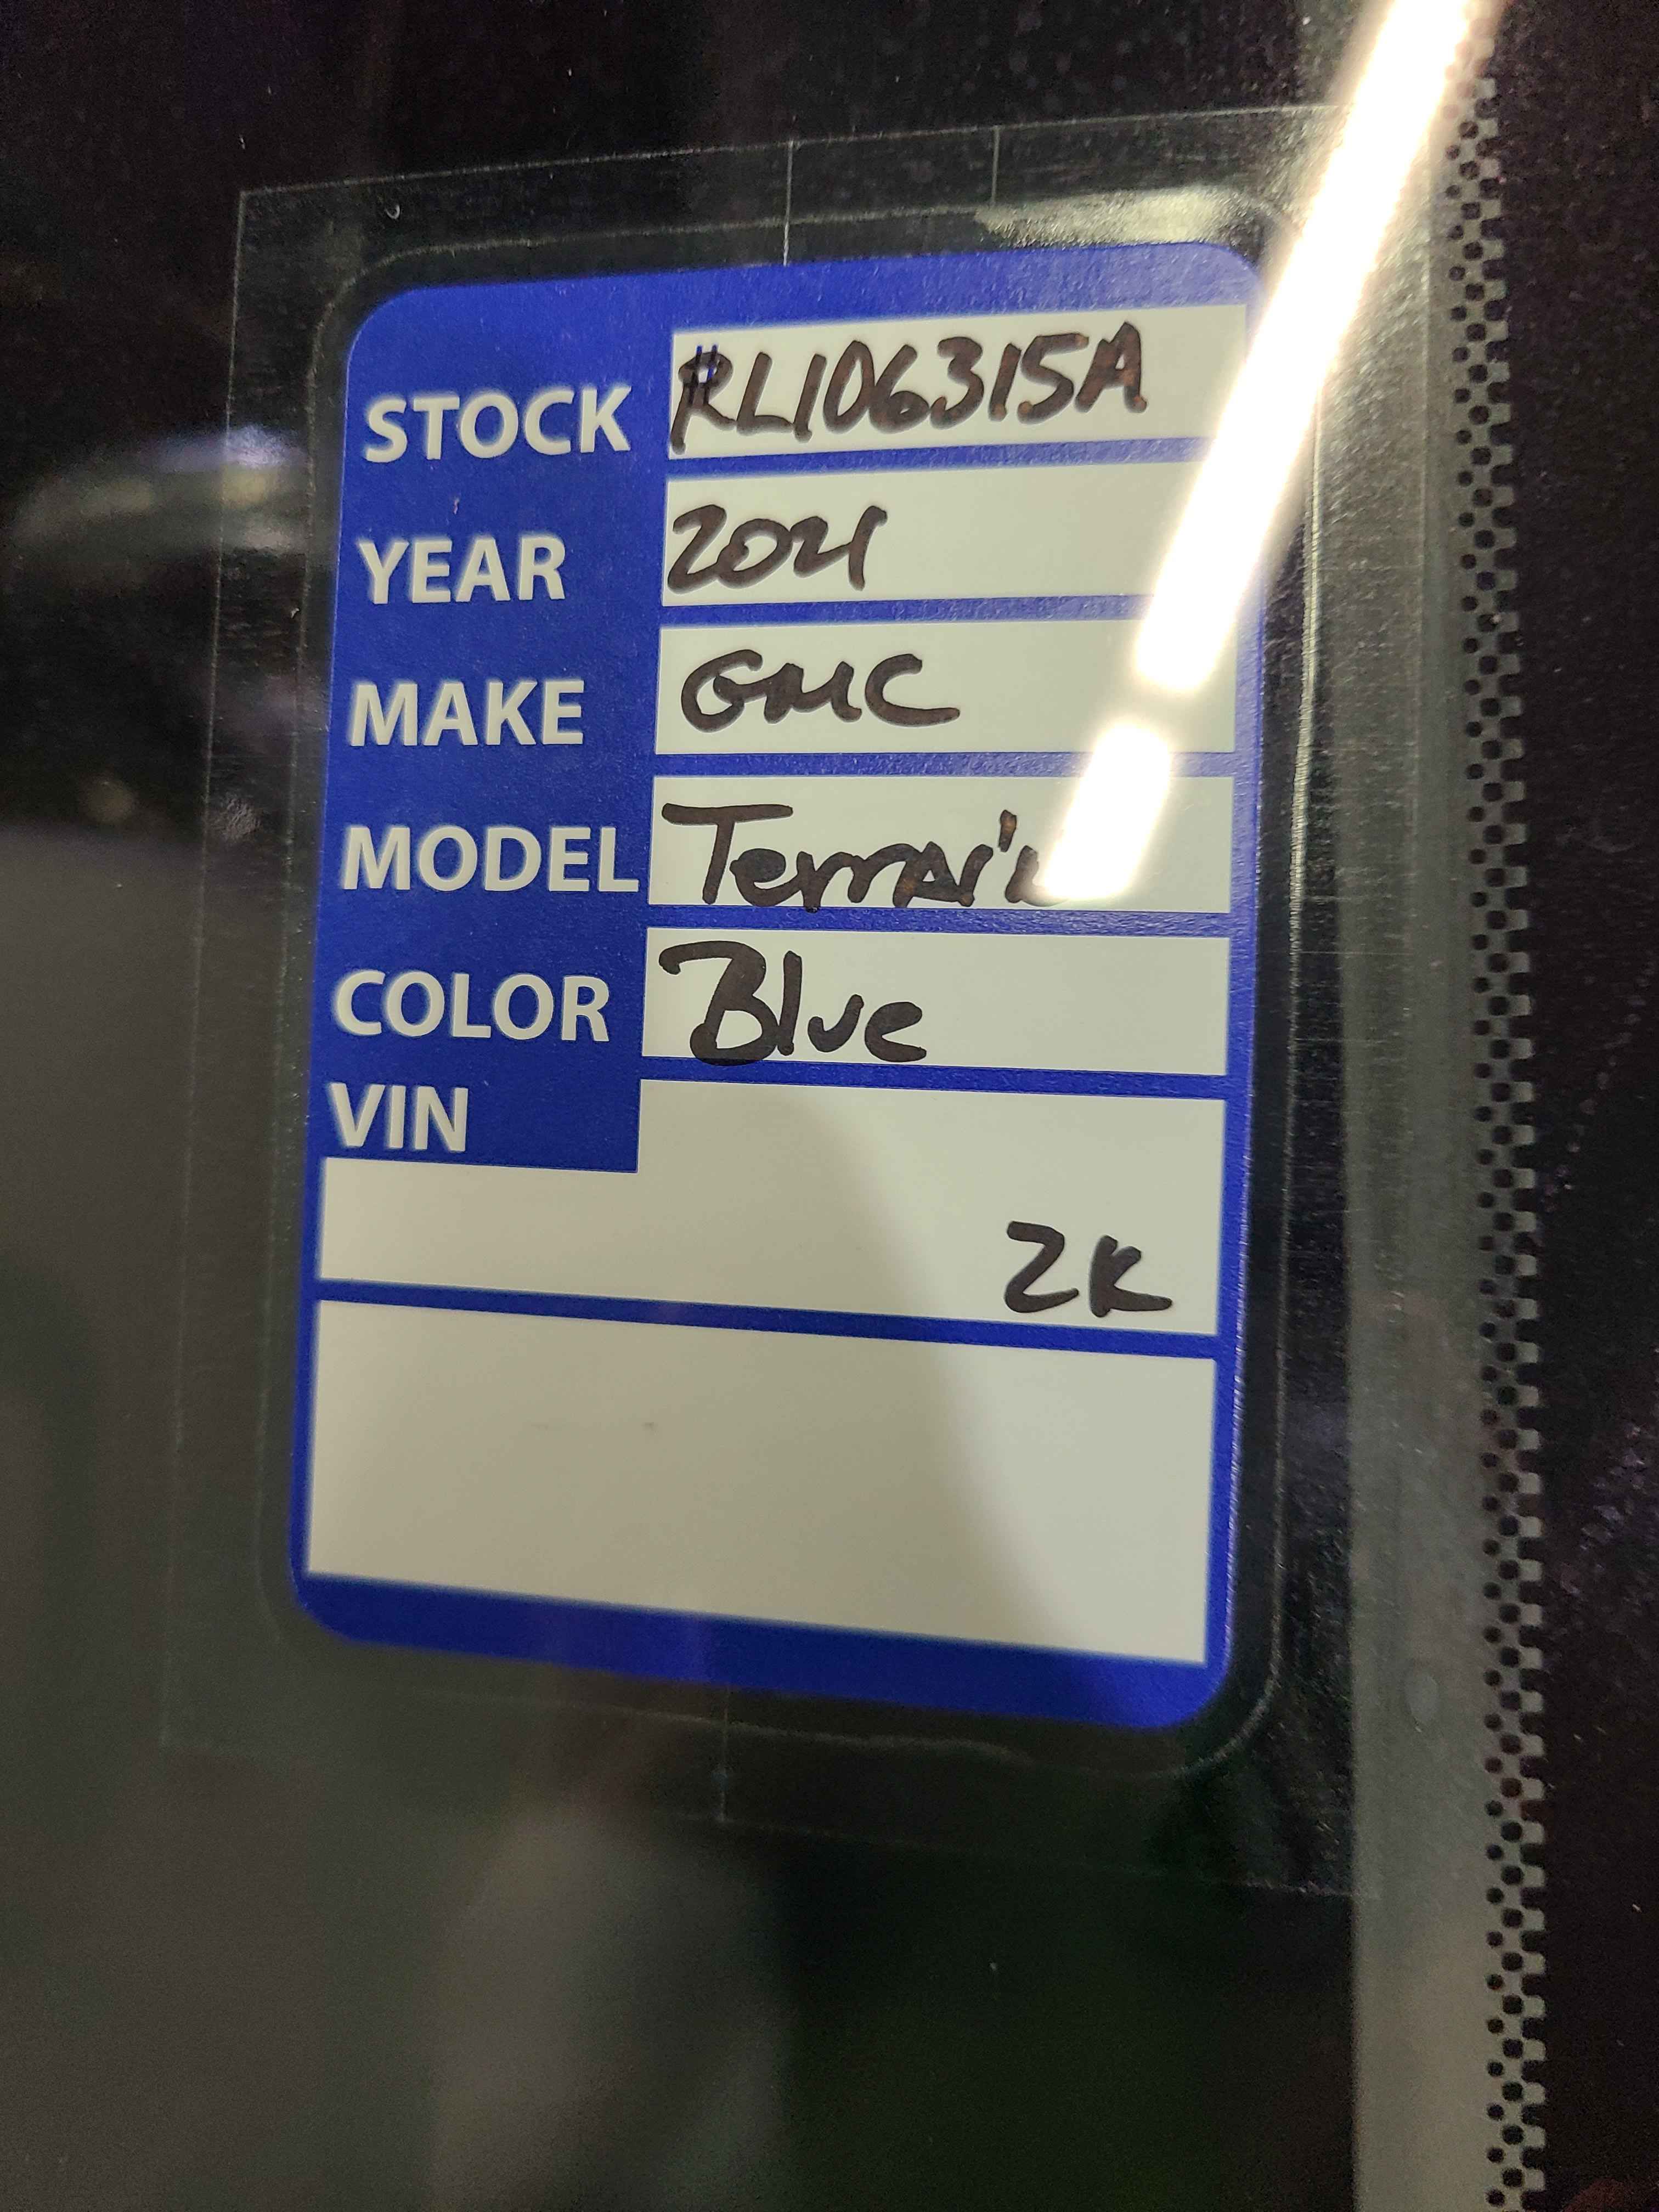 STOCK #RL106315A
YEAR 2021
MAKE GMC
MODEL Terrain
COLOR Blue
VIN
2K